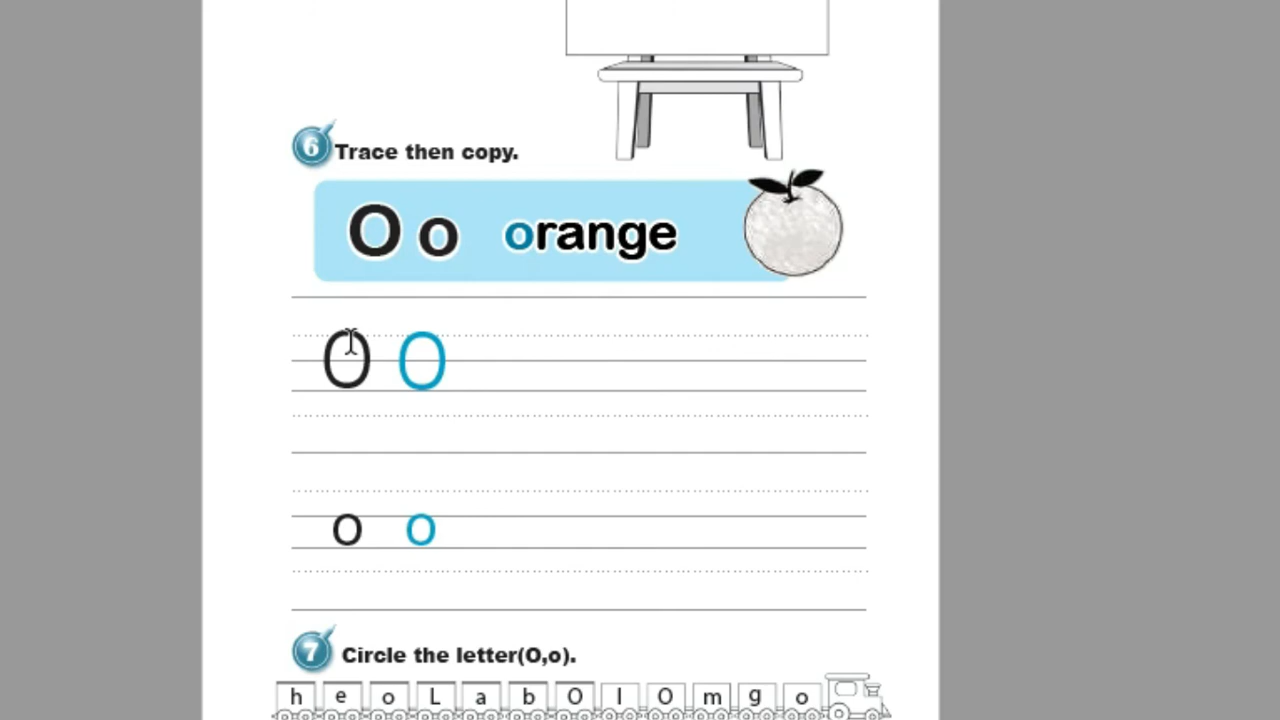 6 Trace then copy.
O o orange
O O
o o
7 Circle the letter(O,o).
h e o L a b O l O m g o